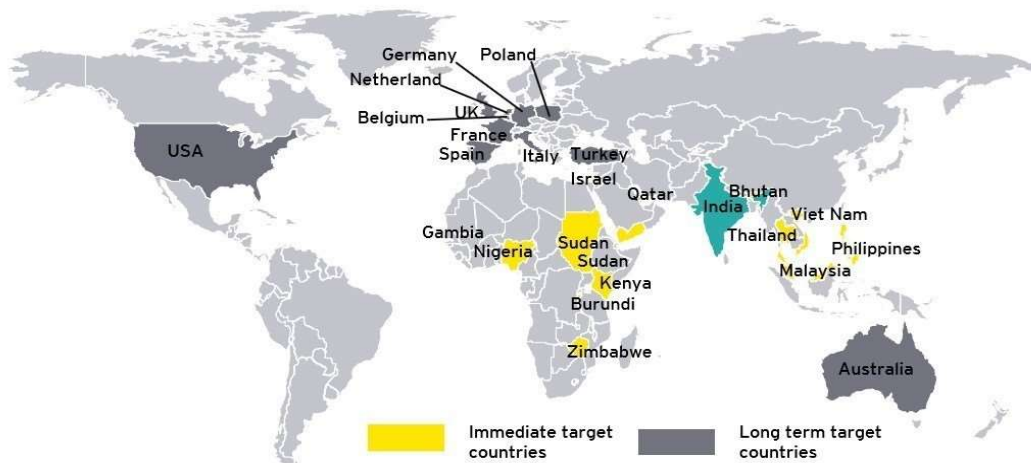 Germany
Poland
Netherland
Belgium
UK
France
Spain
Italy
Turkey
USA
Israel
Qatar
Bhutan
India
Viet Nam
Thailand
Philippines
Malaysia
Gambia
Nigeria
Sudan
Sudan
Kenya
Burundi
Zimbabwe
Australia
Immediate target
countries
Long term target
countries